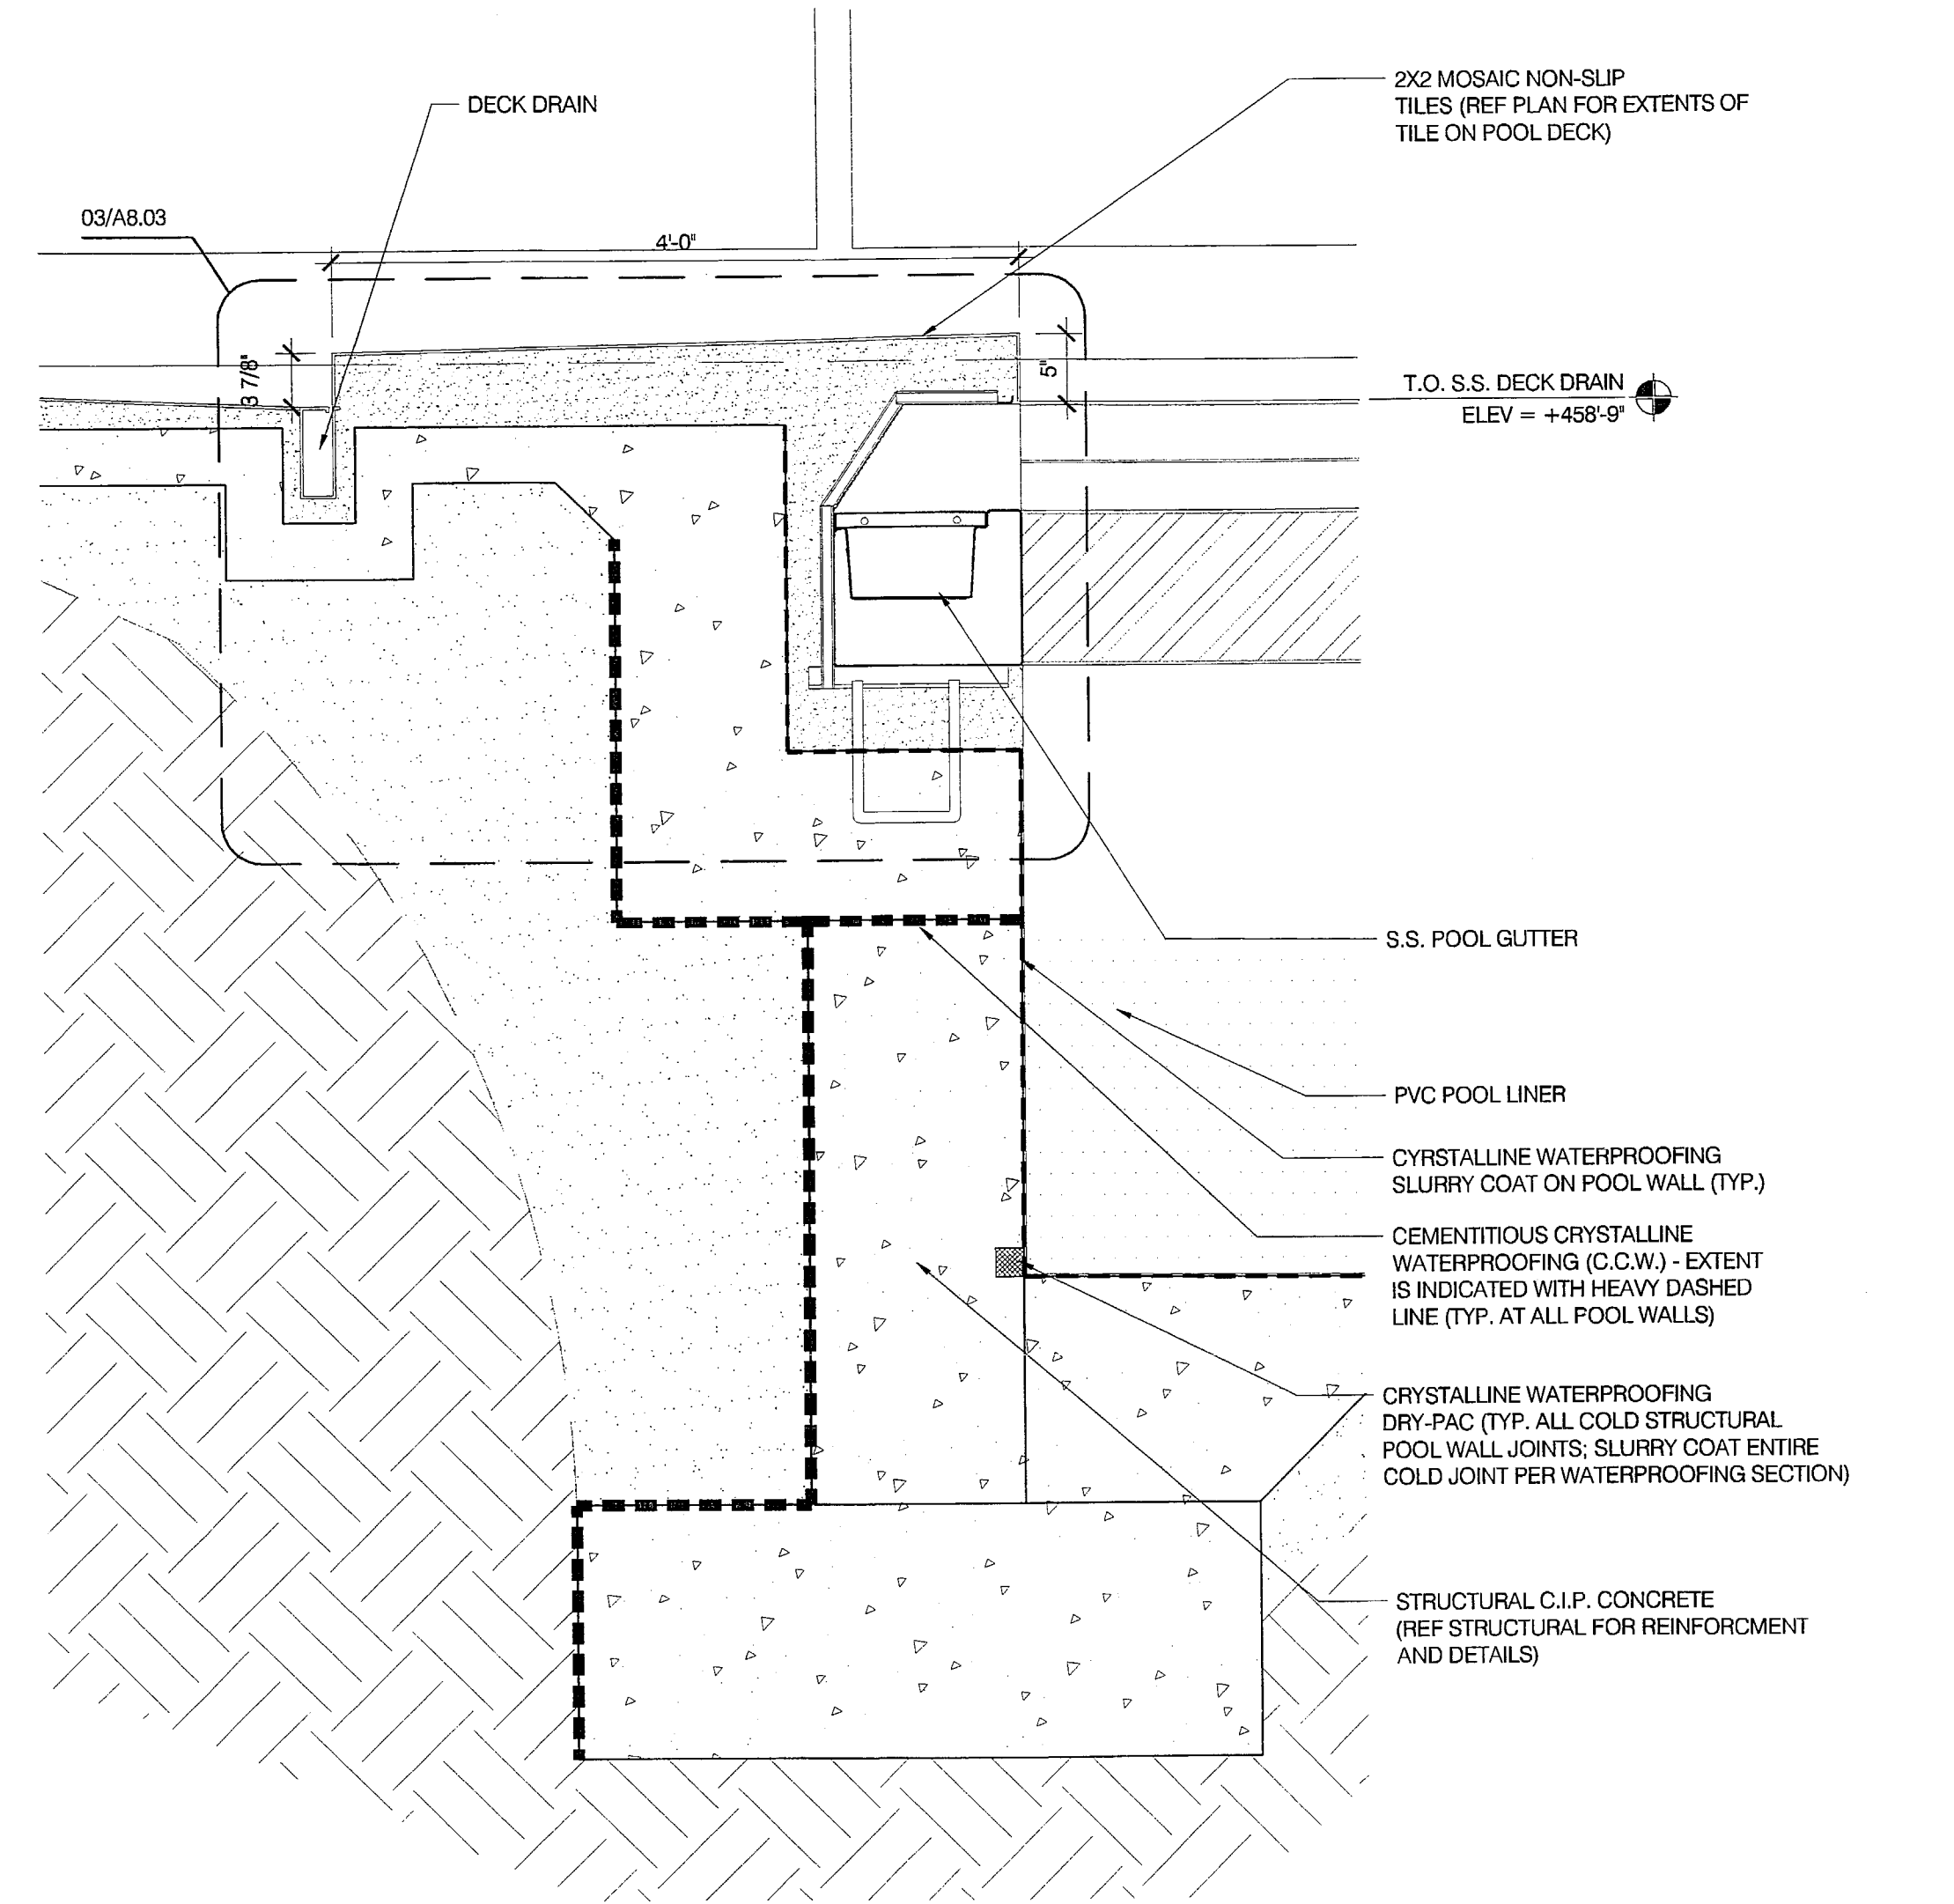 DECK DRAIN
2X2 MOSAIC NON-SLIP
TILES (REF PLAN FOR EXTENTS OF
TILE ON POOL DECK)
03/A8.03
4'-0"
3 7/8"
5"
T.O. S.S. DECK DRAIN
ELEV = +458'-9"
S.S. POOL GUTTER
PVC POOL LINER
CYRSTALLINE WATERPROOFING
SLURRY COAT ON POOL WALL (TYP.)
CEMENTITIOUS CRYSTALLINE
WATERPROOFING (C.C.W.) - EXTENT
IS INDICATED WITH HEAVY DASHED
LINE (TYP. AT ALL POOL WALLS)
CRYSTALLINE WATERPROOFING
DRY-PAC (TYP. ALL COLD STRUCTURAL
POOL WALL JOINTS; SLURRY COAT ENTIRE
COLD JOINT PER WATERPROOFING SECTION)
STRUCTURAL C.I.P. CONCRETE
(REF STRUCTURAL FOR REINFORCMENT
AND DETAILS)